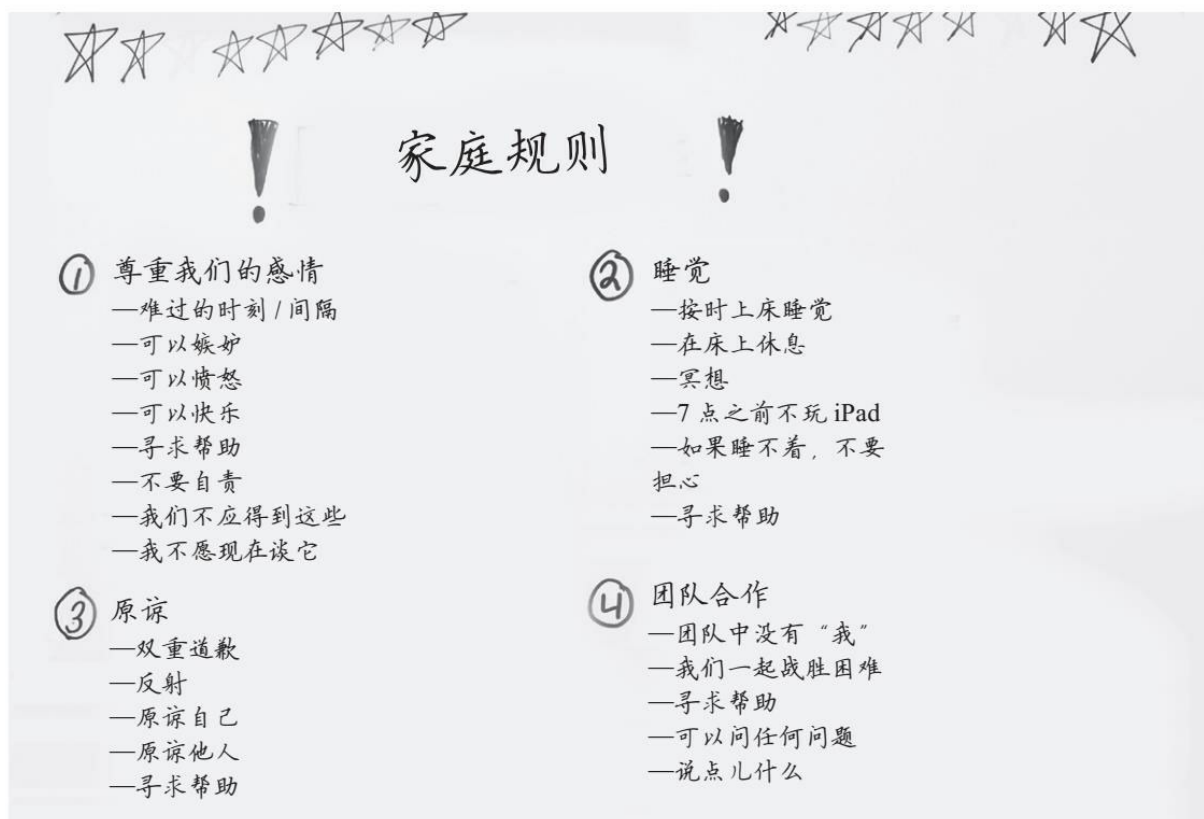 家庭规则
① 尊重我们的感情
—难过的时刻/间隔
—可以嫉妒
—可以愤怒
—可以快乐
—寻求帮助
—不要自责
—我们不应得到这些
—我不愿现在谈它
② 睡觉
—按时上床睡觉
—在床上休息
—冥想
—7点之前不玩 iPad
—如果睡不着，不要
担心
—寻求帮助
③ 原谅
—双重道歉
—反射
—原谅自己
—原谅他人
—寻求帮助
④ 团队合作
—团队中没有“我”
—我们一起战胜困难
—寻求帮助
—可以问任何问题
—说点儿什么